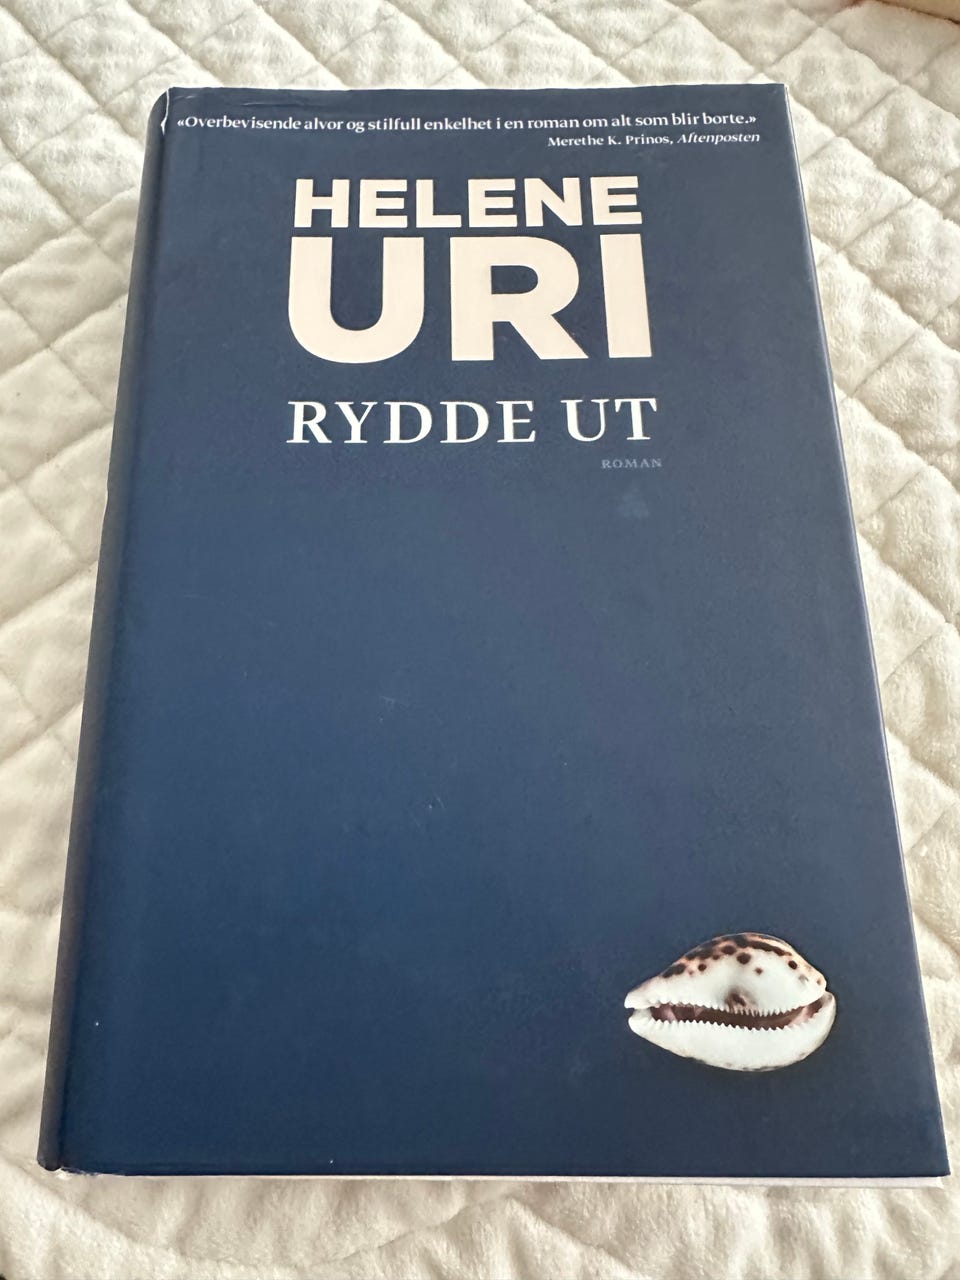 «Overbevisende alvor og stilfull enkelhet i en roman om alt som blir borte.»
Merethe K. Prinos, Aftenposten
HELENE
URI
RYDDE UT
ROMAN